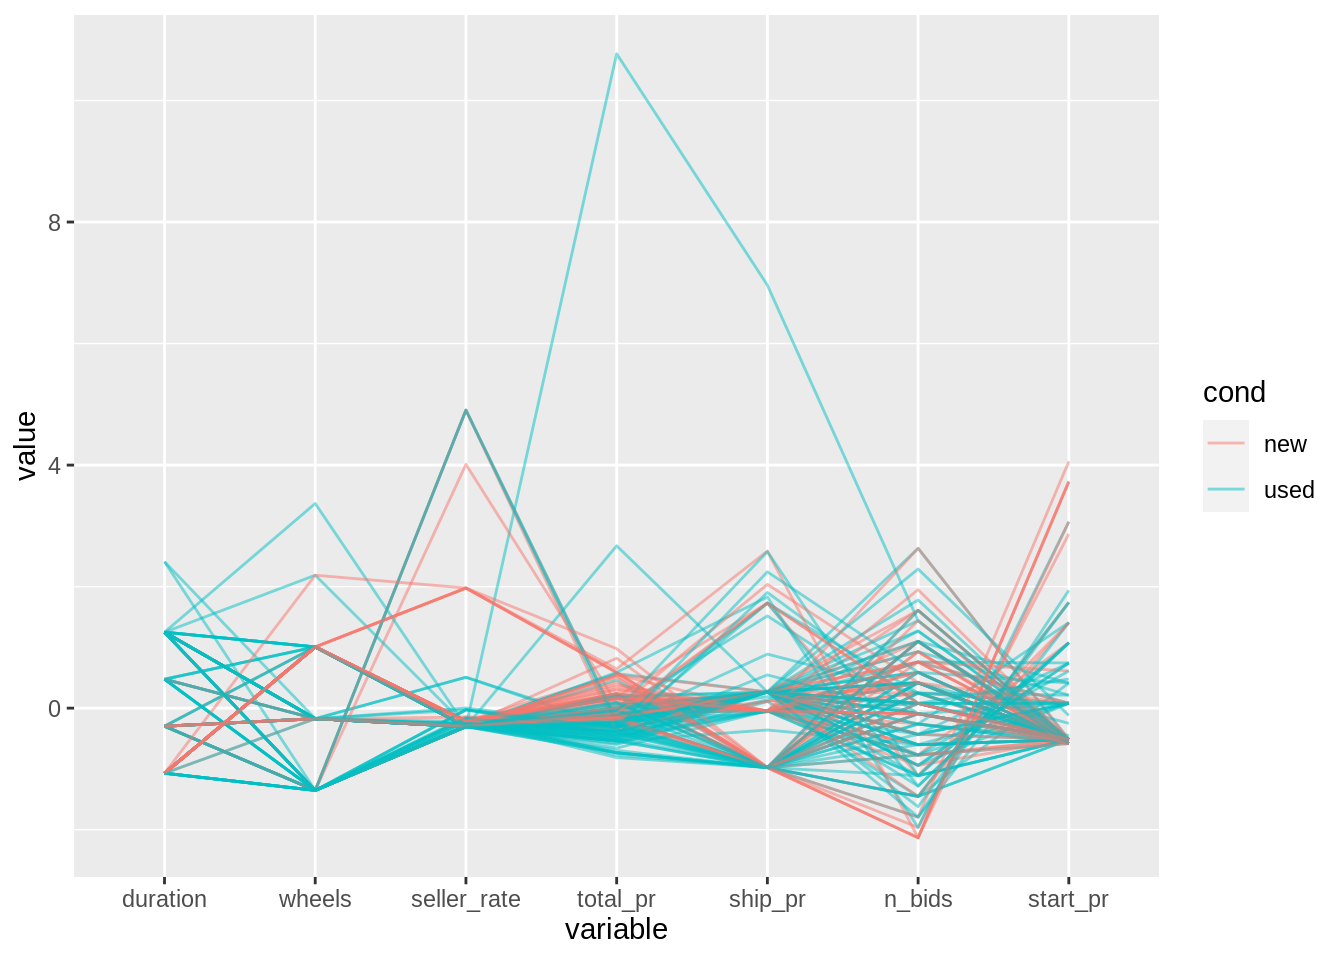 value
8
4
0
duration wheels seller_rate total_pr ship_pr n_bids start_pr
variable
cond
new
used